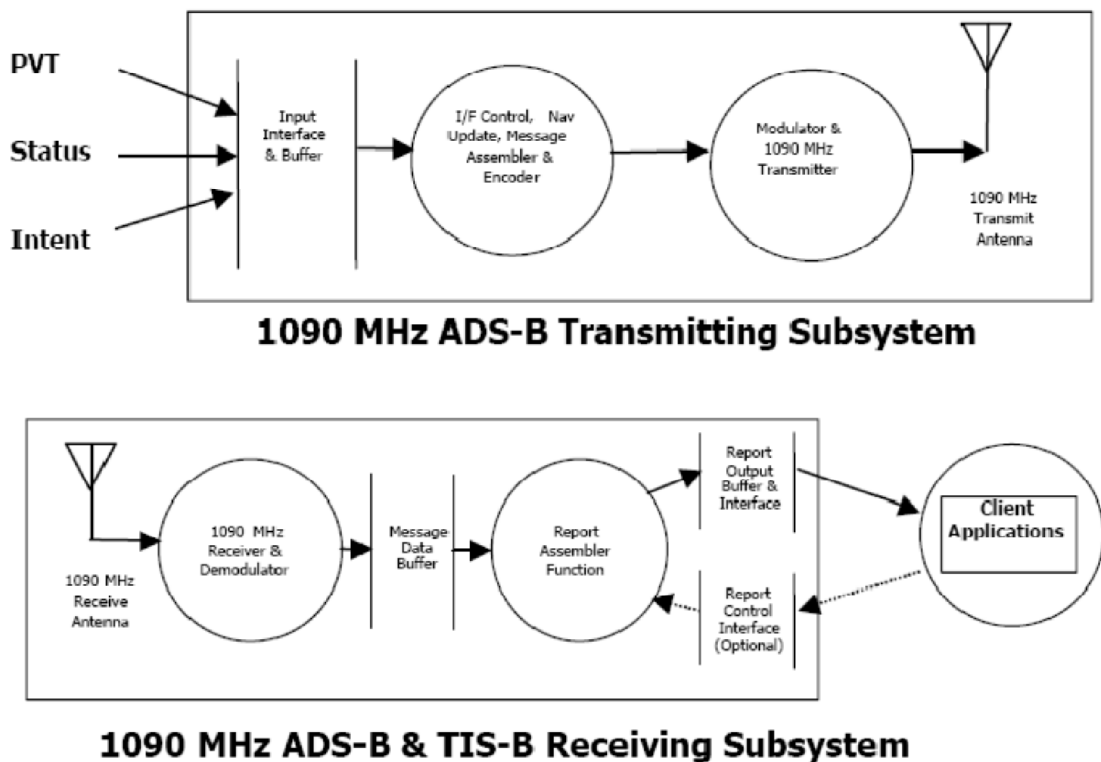 PVT
Status
Intent
Input
Interface
& Buffer
I/F Control, Nav
Update, Message
Assembler &
Encoder
Modulator &
1090 MHz
Transmitter
1090 MHz
Transmit
Antenna
1090 MHz ADS-B Transmitting Subsystem
1090 MHz
Receive
Antenna
1090 MHz
Receiver &
Demodulator
Message
Data
Buffer
Report
Assembler
Function
Report
Output
Buffer &
Interface
Report
Control
Interface
(Optional)
Client
Applications
1090 MHz ADS-B & TIS-B Receiving Subsystem